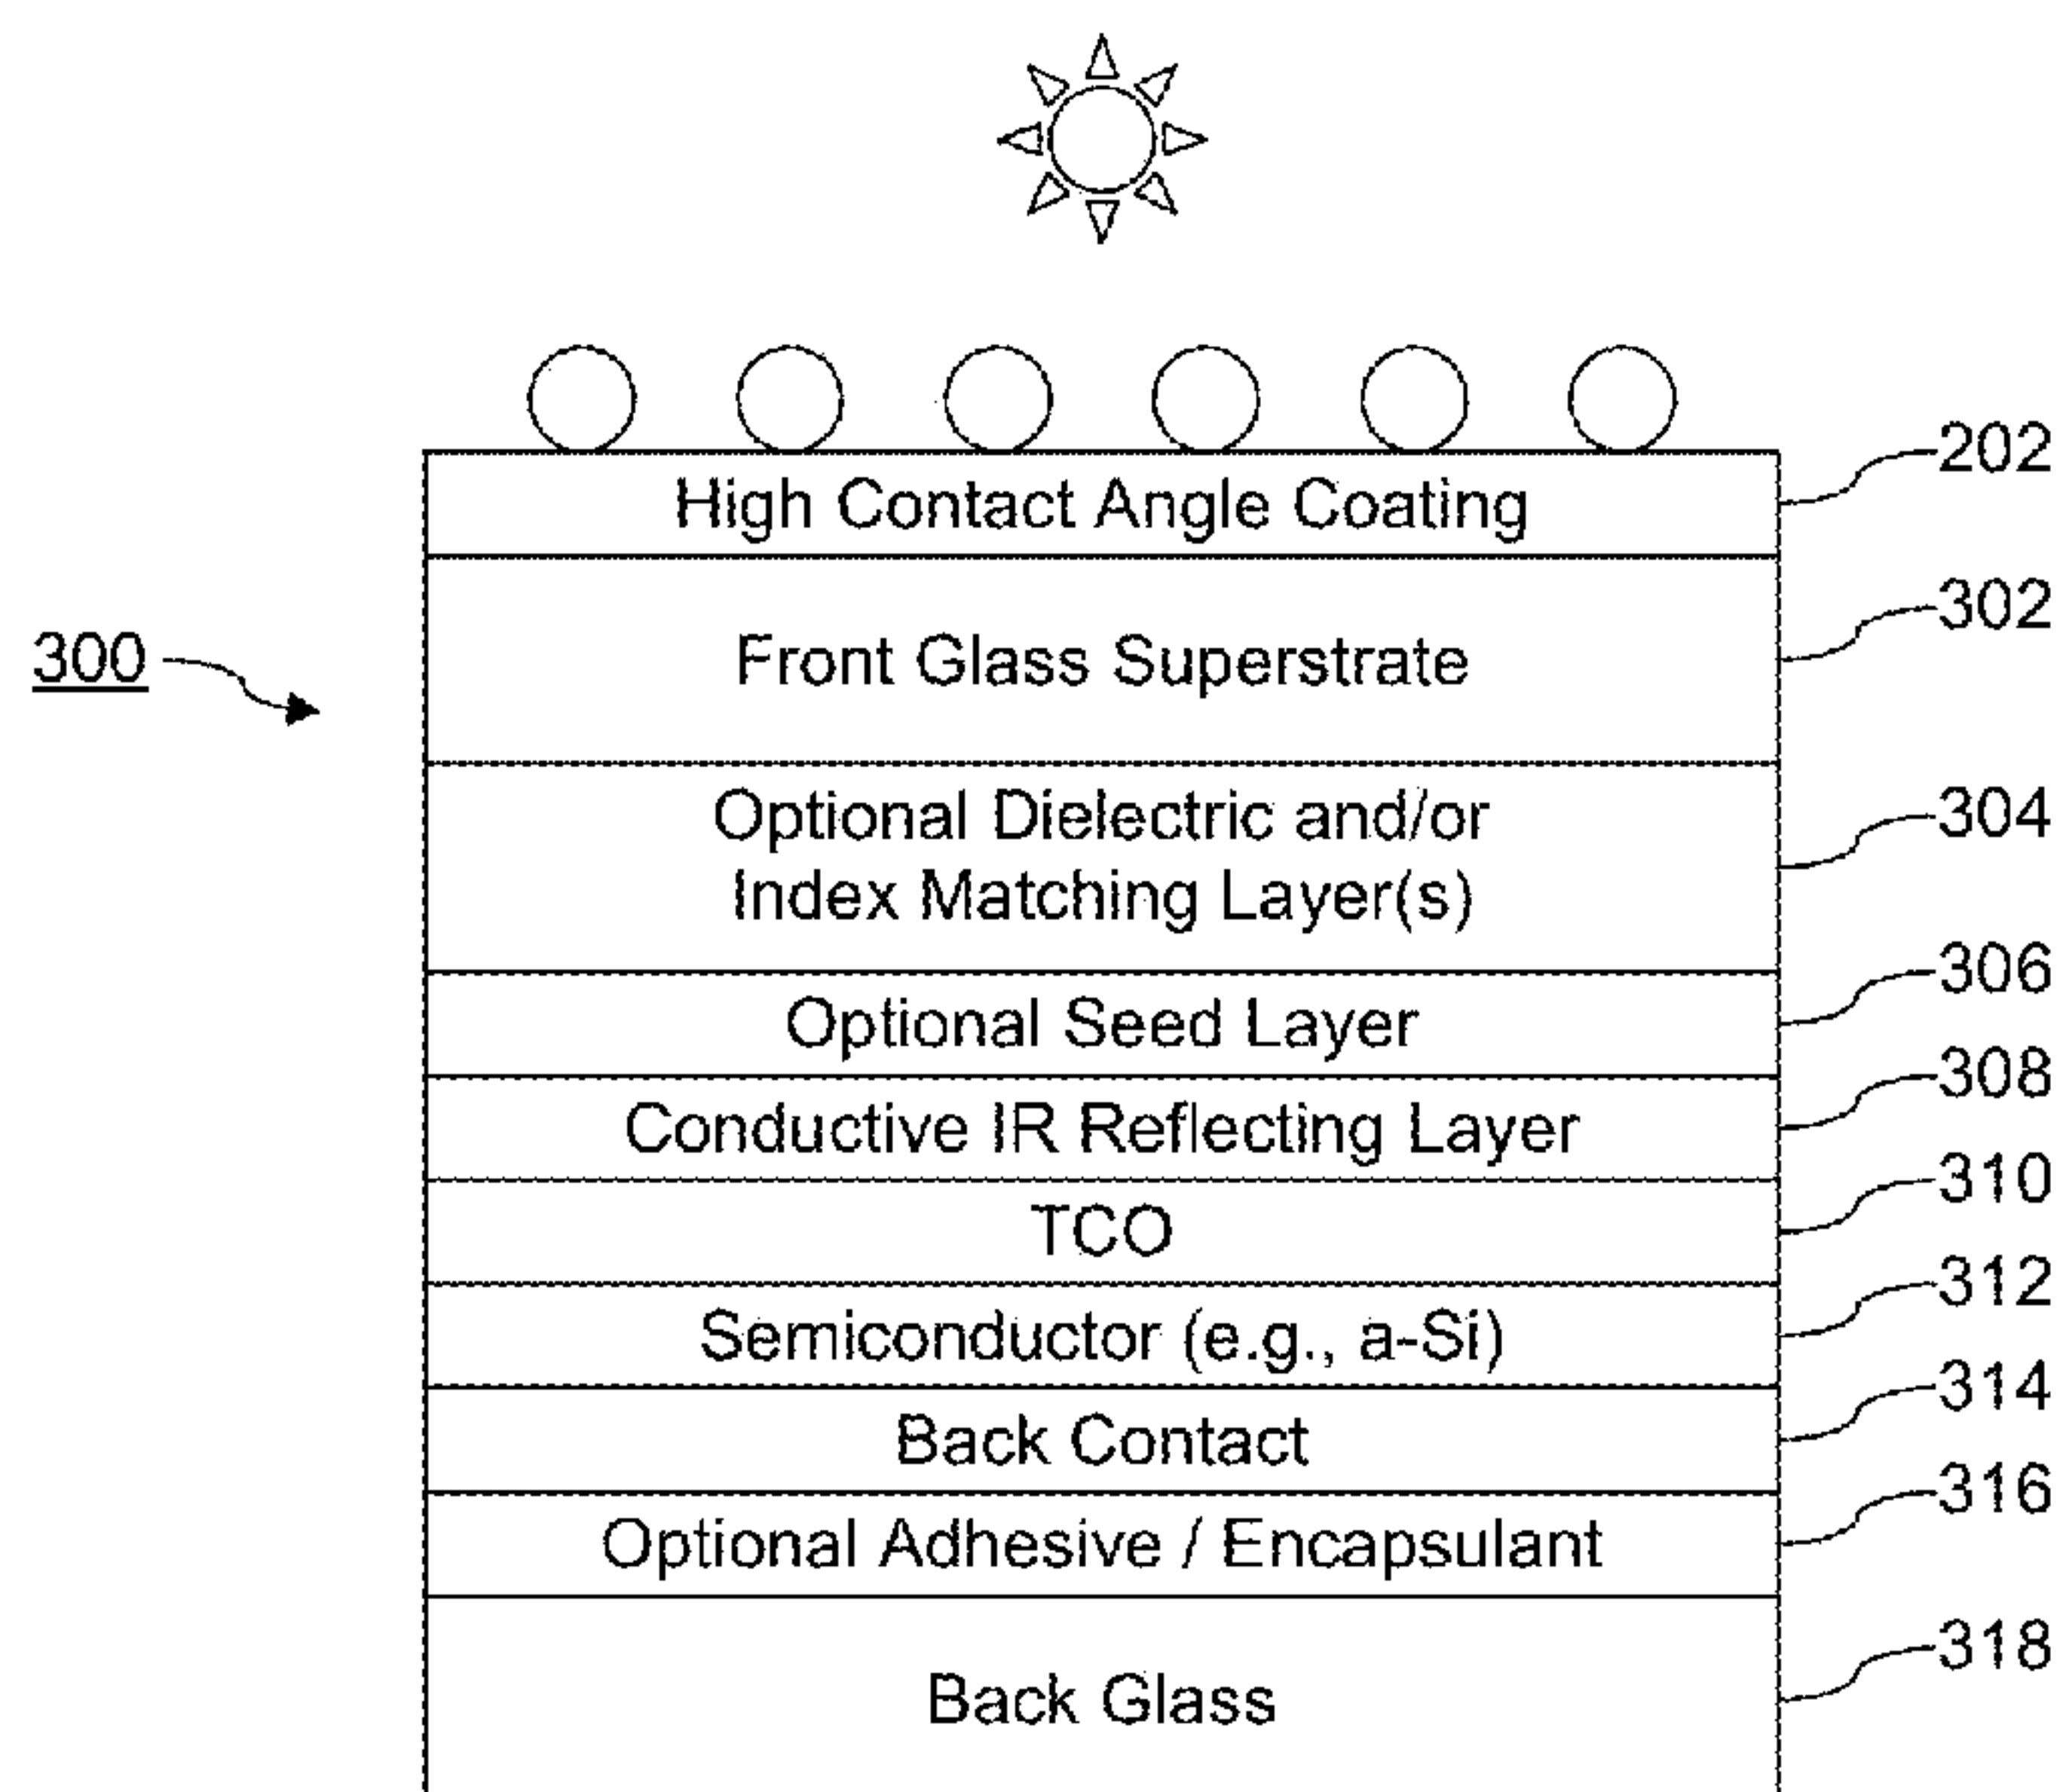 High Contact Angle Coating
202
Front Glass Superstrate
302
300
Optional Dielectric and/or
Index Matching Layer(s)
304
Optional Seed Layer
306
Conductive IR Reflecting Layer
308
TCO
310
Semiconductor (e.g., a-Si)
312
Back Contact
314
Optional Adhesive / Encapsulant
316
Back Glass
318